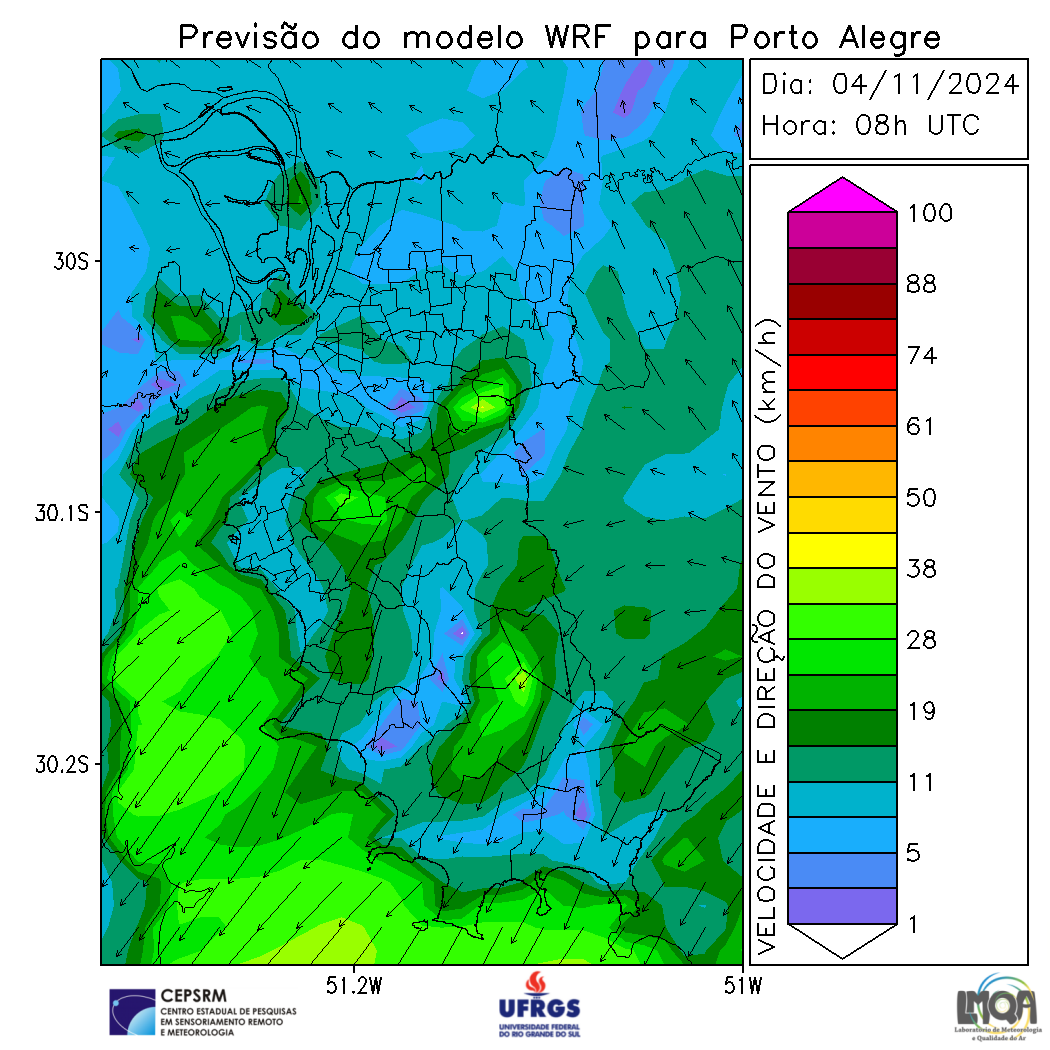 Previsão do modelo WRF para Porto Alegre
Dia: 04/11/2024
Hora: 08h UTC
30S
30.1S
30.2S
51.2W
51W
VELOCIDADE E DIREÇÃO DO VENTO (km/h)
100
88
74
61
50
38
28
19
11
5
1
CEPSRM
CENTRO ESTADUAL DE PESQUISAS
EM SENSORIAMENTO REMOTO
E METEOROLOGIA
UFRGS
UNIVERSIDADE FEDERAL
DO RIO GRANDE DO SUL
LMQA
Laboratório de Meteorologia
e Qualidade do Ar